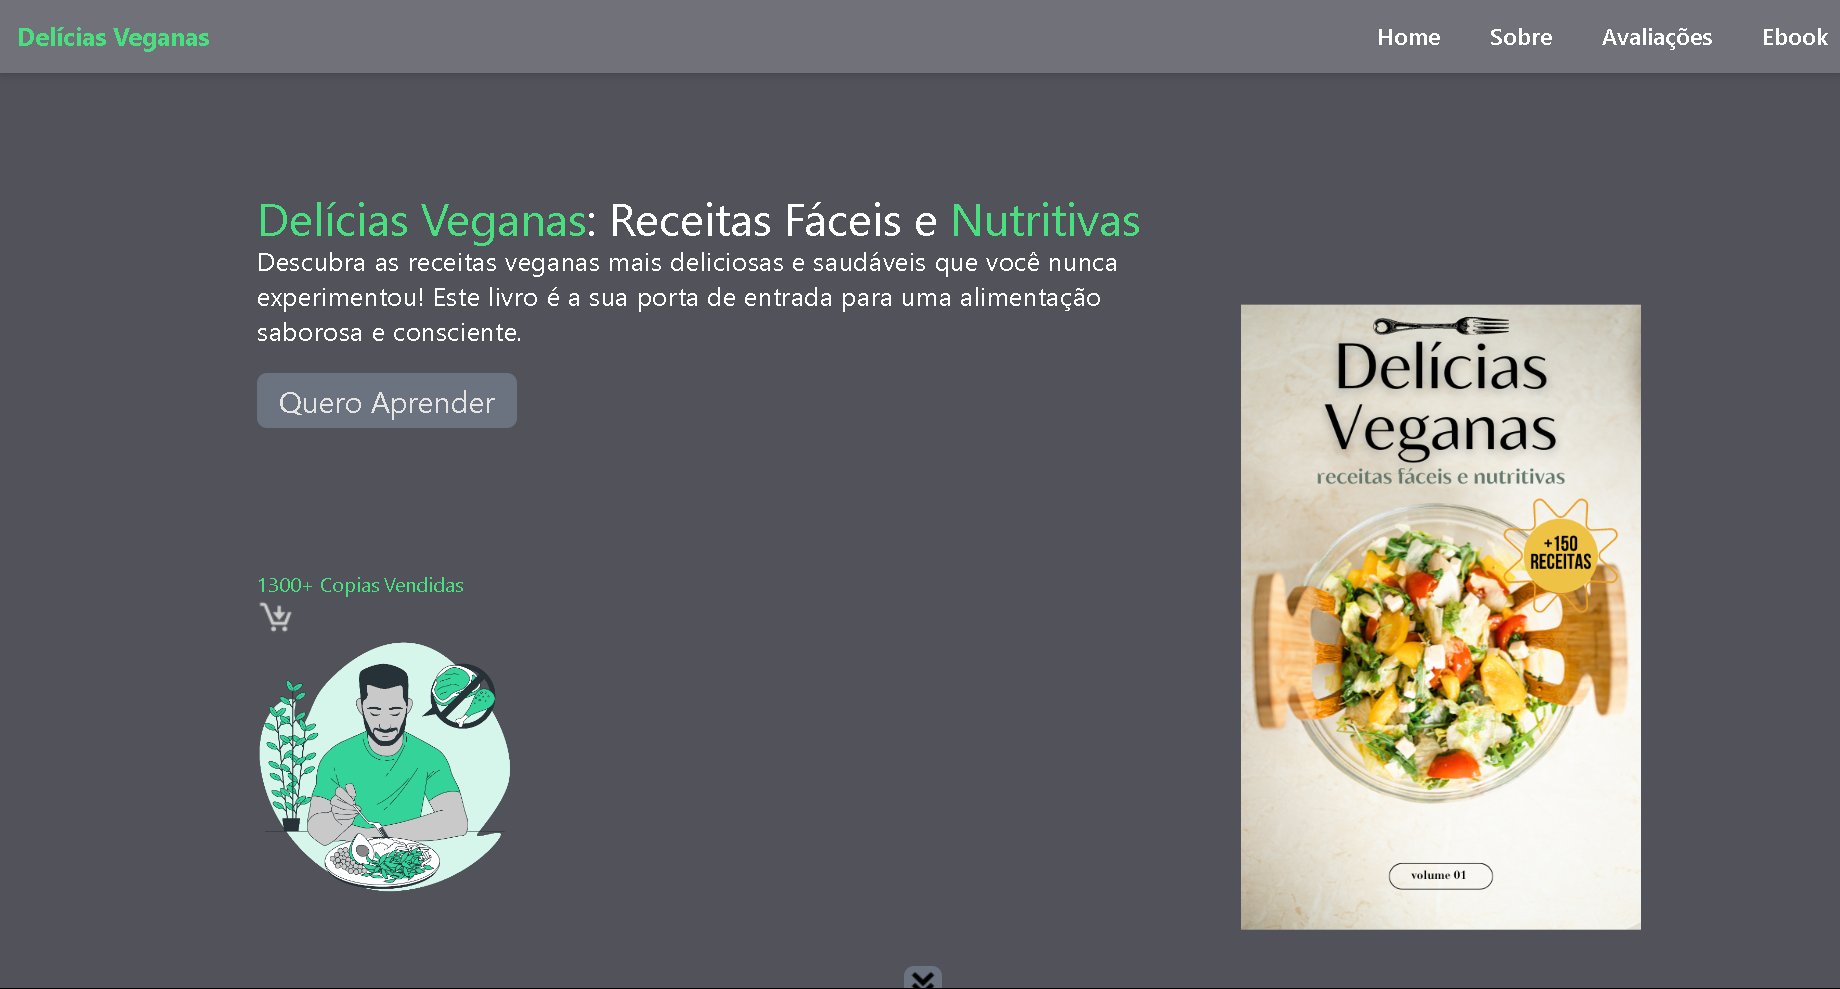 Delícias Veganas
Home Sobre Avaliações Ebook
Delícias Veganas: Receitas Fáceis e Nutritivas
Descubra as receitas veganas mais deliciosas e saudáveis que você nunca
experimentou! Este livro é a sua porta de entrada para uma alimentação
saborosa e consciente.
Quero Aprender
1300+ Copias Vendidas
Delícias
Veganas
receitas fáceis e nutritivas
+150
RECEITAS
volume 01